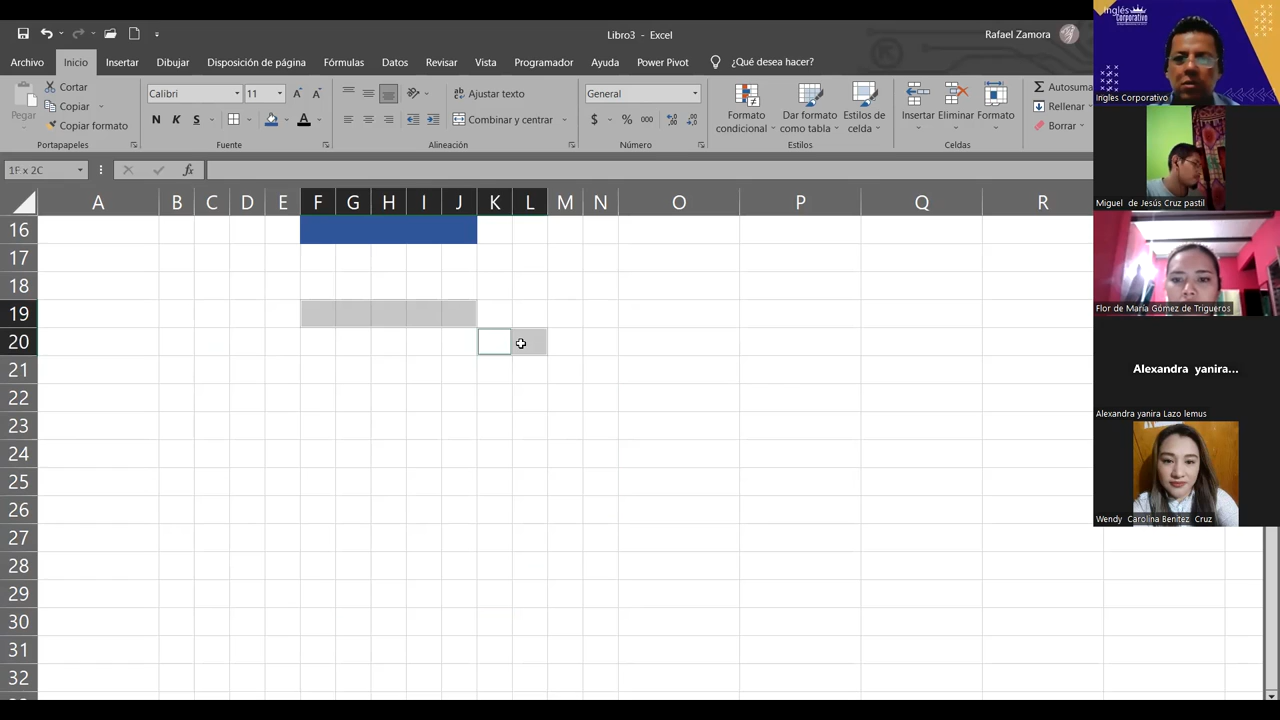 Libro3 - Excel
Rafael Zamora
Archivo Inicio Insertar Dibujar Disposición de página Fórmulas Datos Revisar Vista Programador Ayuda Power Pivot ¿Qué desea hacer?
Pegar
Cortar
Copiar
Copiar formato
Portapapeles
Calibri 11
N K S
Fuente
Ajustar texto
Combinar y centrar
Alineación
General
$ % 000
Número
Formato condicional
Dar formato como tabla
Estilos de celda
Estilos
Insertar Eliminar Formato
Celdas
Autosuma
Rellenar
Borrar
1F x 2C
fx
A B C D E F G H I J K L M N O P Q R
16
17
18
19
20
21
22
23
24
25
26
27
28
29
30
31
32
Inglés
Corporativo
Ingles Corporativo
Miguel de Jesús Cruz pastil
Flor de María Gómez de Trigueros
Alexandra yanira...
Alexandra yanira Lazo lemus
Wendy Carolina Benitez Cruz